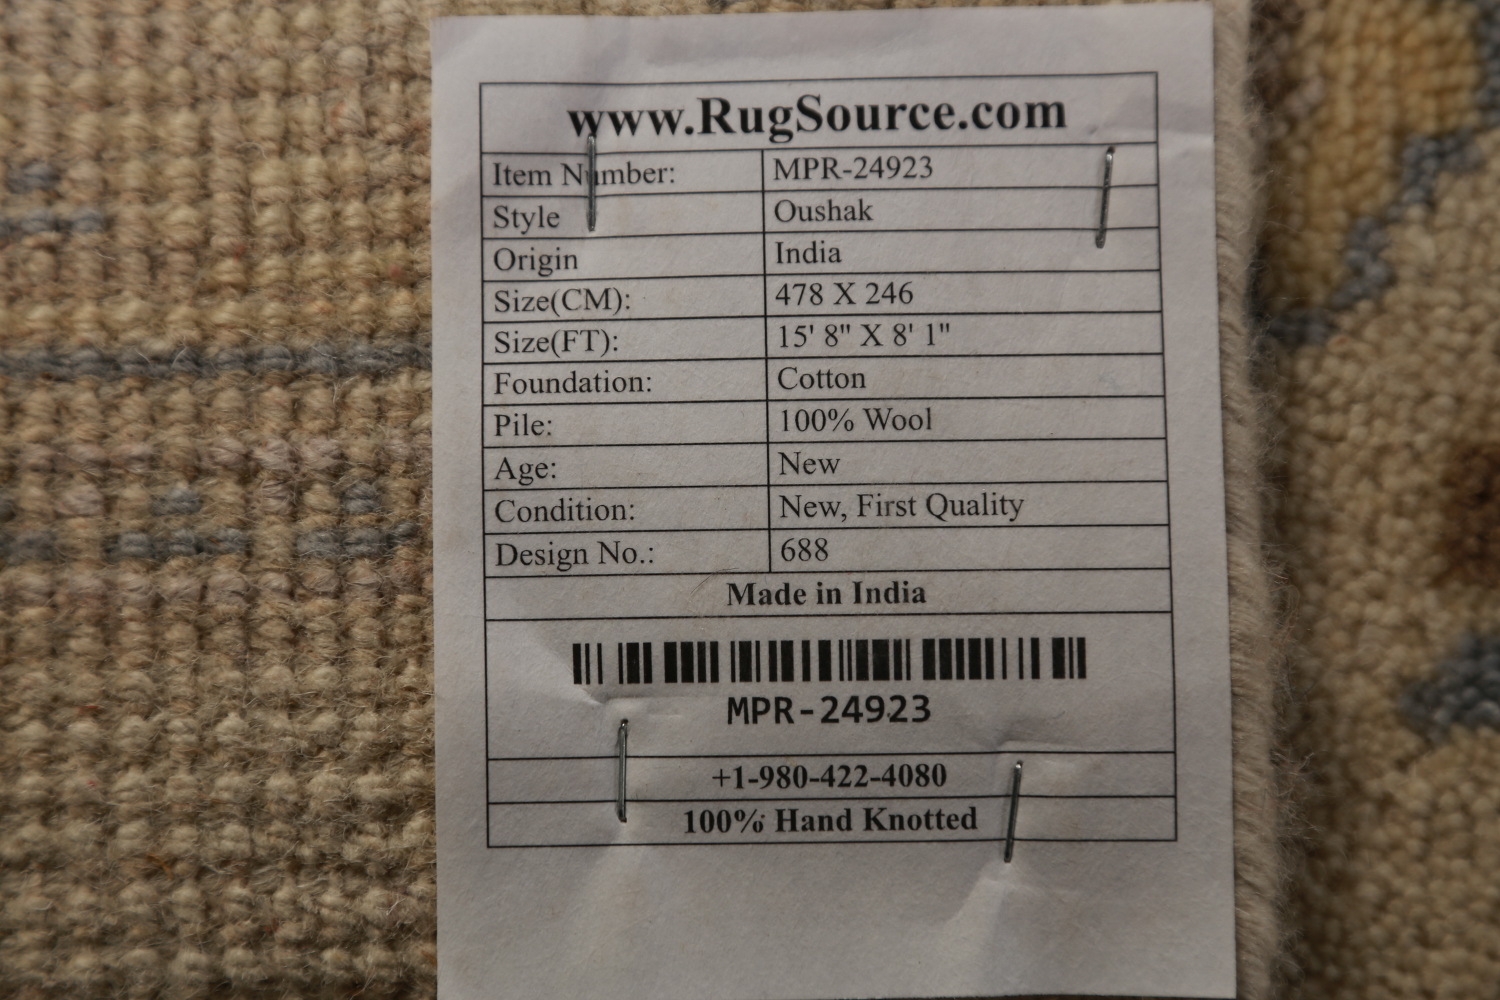 www.RugSource.com
Item Number: MPR-24923
Style Oushak
Origin India
Size(CM): 478 X 246
Size(FT): 15' 8" X 8' 1"
Foundation: Cotton
Pile: 100% Wool
Age: New
Condition: New, First Quality
Design No.: 688
Made in India
MPR-24923
+1-980-422-4080
100% Hand Knotted